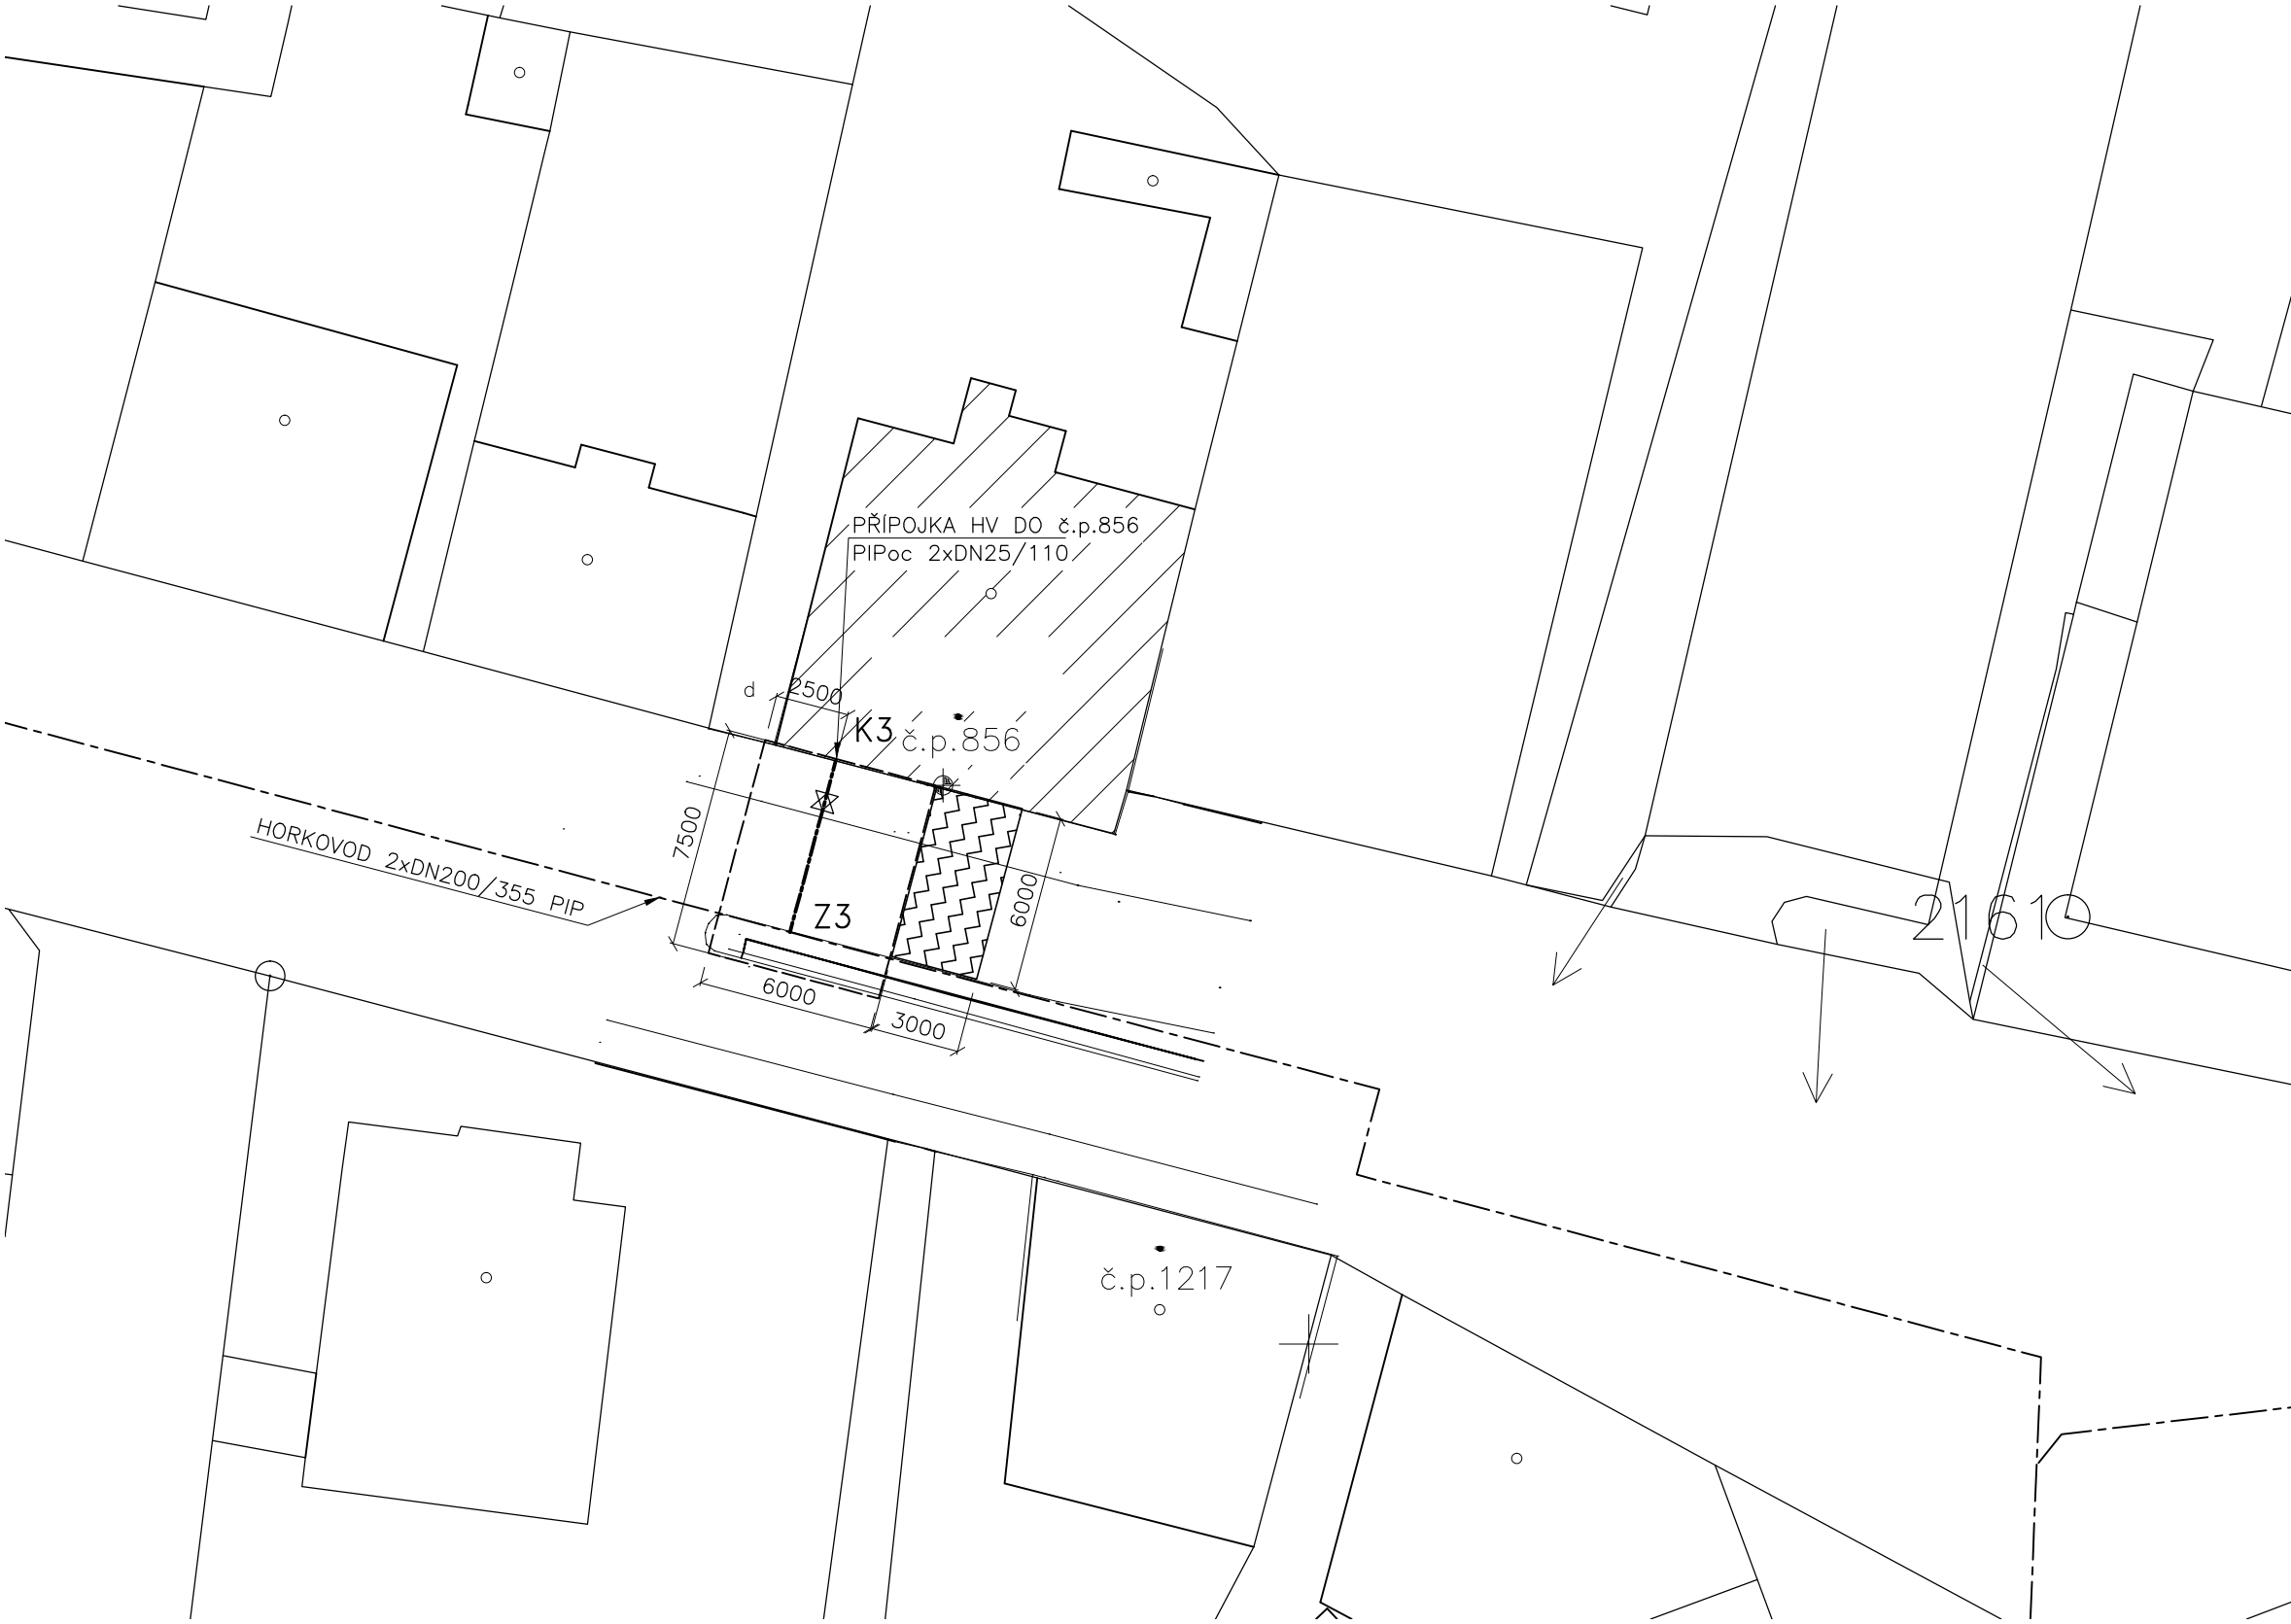 PŘÍPOJKA HV DO č.p.856
PIPoc 2xDN25/110
d
2500
K3
č.p.856
7500
HORKOVOD 2xDN200/355 PIP
Z3
6000
2161
6000
3000
č.p.1217